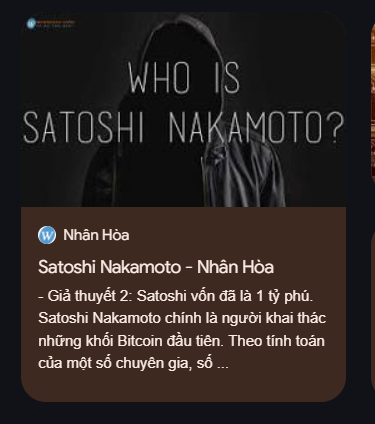 WHO IS
SATOSHI NAKAMOTO?
W Nhân Hòa
Satoshi Nakamoto - Nhân Hòa
- Giả thuyết 2: Satoshi vốn đã là 1 tỷ phú.
Satoshi Nakamoto chính là người khai thác
những khối Bitcoin đầu tiên. Theo tính toán
của một số chuyên gia, số ...